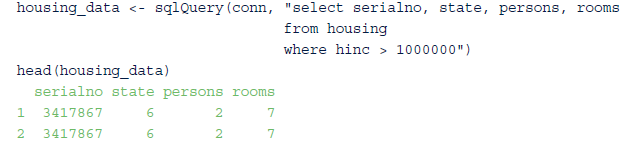 housing_data <- sqlQuery(conn, "select serialno, state, persons, rooms
from housing
where hinc > 1000000")
head(housing_data)
serialno state persons rooms
1 3417867 6 2 7
2 3417867 6 2 7